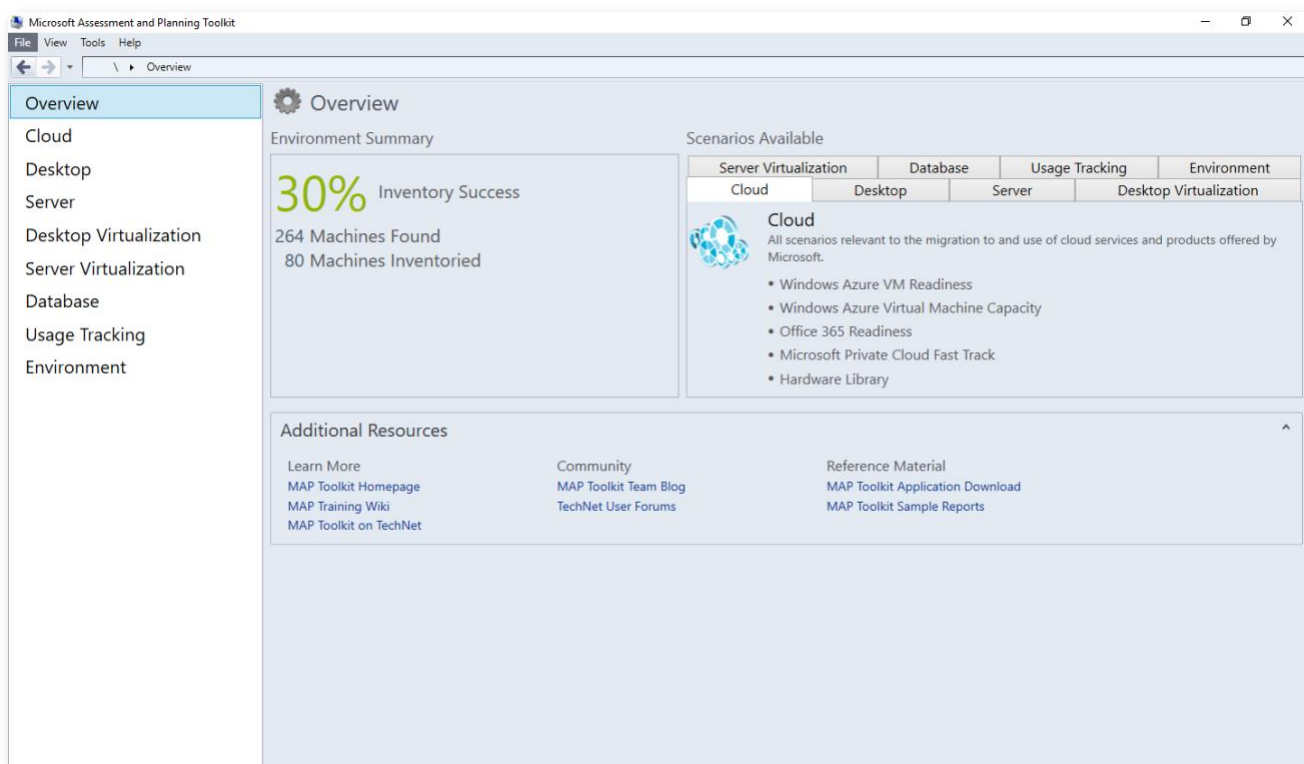 Microsoft Assessment and Planning Toolkit
File View Tools Help
\ ▸ Overview
Overview
Cloud
Desktop
Server
Desktop Virtualization
Server Virtualization
Database
Usage Tracking
Environment
Overview
Environment Summary
30% Inventory Success
264 Machines Found
80 Machines Inventoried
Scenarios Available
Server Virtualization Database Usage Tracking Environment
Cloud Desktop Server Desktop Virtualization
Cloud
All scenarios relevant to the migration to and use of cloud services and products offered by
Microsoft.
• Windows Azure VM Readiness
• Windows Azure Virtual Machine Capacity
• Office 365 Readiness
• Microsoft Private Cloud Fast Track
• Hardware Library
Additional Resources
Learn More
MAP Toolkit Homepage
MAP Training Wiki
MAP Toolkit on TechNet
Community
MAP Toolkit Team Blog
TechNet User Forums
Reference Material
MAP Toolkit Application Download
MAP Toolkit Sample Reports